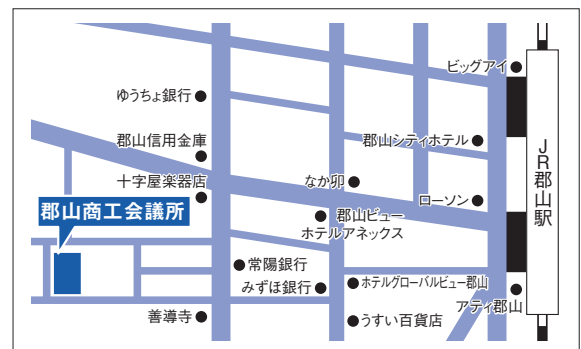 ビッグアイ
ゆうちょ銀行
郡山信用金庫
郡山シティホテル
JR郡山駅
十字屋楽器店
なか卯
ローソン
郡山商工会議所
郡山ビュー
ホテルアネックス
常陽銀行
みずほ銀行
ホテルグローバルビュー郡山
アティ郡山
善導寺
うすい百貨店